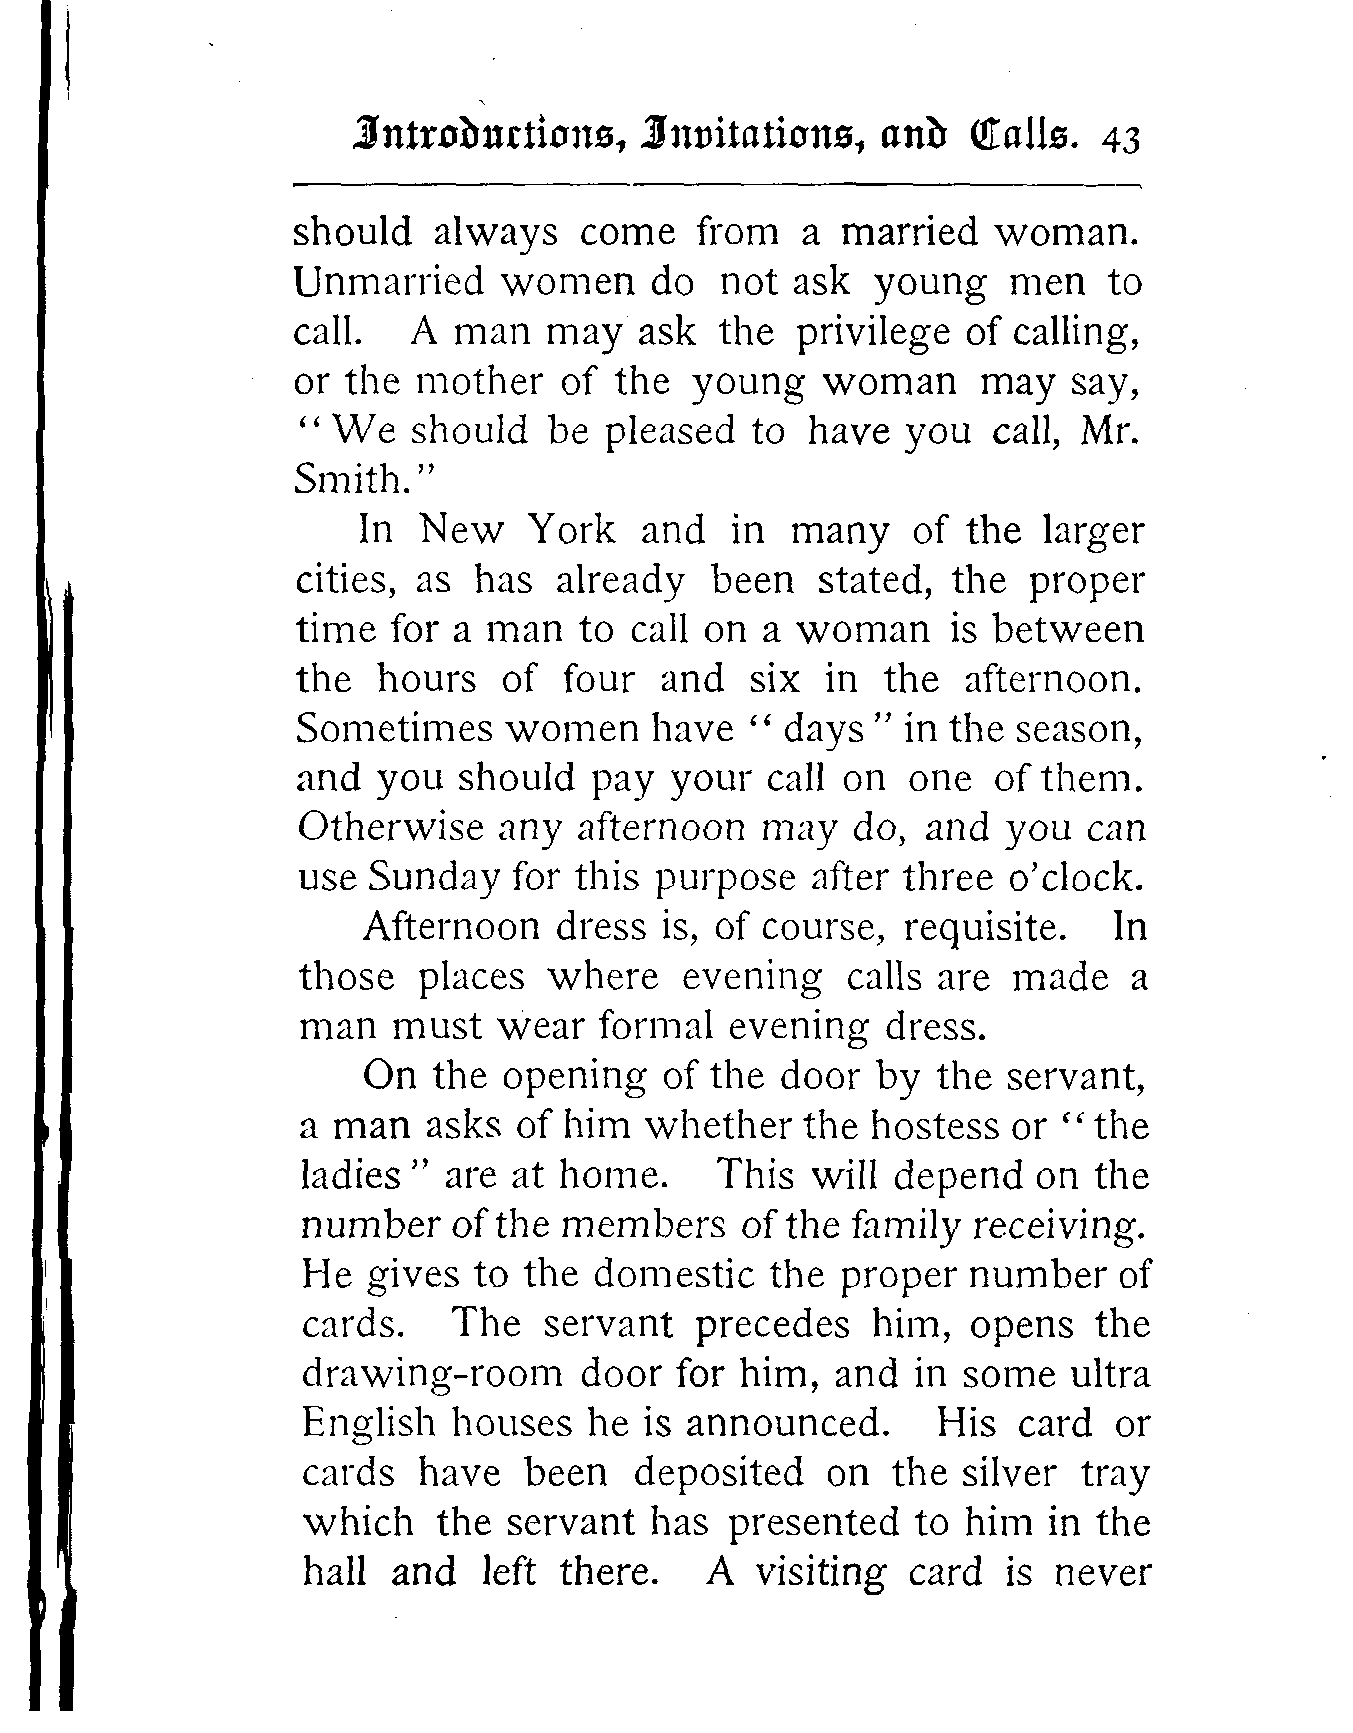 Introductions, Invitations, and Calls. 43
should always come from a married woman.
Unmarried women do not ask young men to
call. A man may ask the privilege of calling,
or the mother of the young woman may say,
“ We should be pleased to have you call, Mr.
Smith.”
In New York and in many of the larger
cities, as has already been stated, the proper
time for a man to call on a woman is between
the hours of four and six in the afternoon.
Sometimes women have “ days ” in the season,
and you should pay your call on one of them.
Otherwise any afternoon may do, and you can
use Sunday for this purpose after three o’clock.
Afternoon dress is, of course, requisite. In
those places where evening calls are made a
man must wear formal evening dress.
On the opening of the door by the servant,
a man asks of him whether the hostess or “ the
ladies ” are at home. This will depend on the
number of the members of the family receiving.
He gives to the domestic the proper number of
cards. The servant precedes him, opens the
drawing-room door for him, and in some ultra
English houses he is announced. His card or
cards have been deposited on the silver tray
which the servant has presented to him in the
hall and left there. A visiting card is never